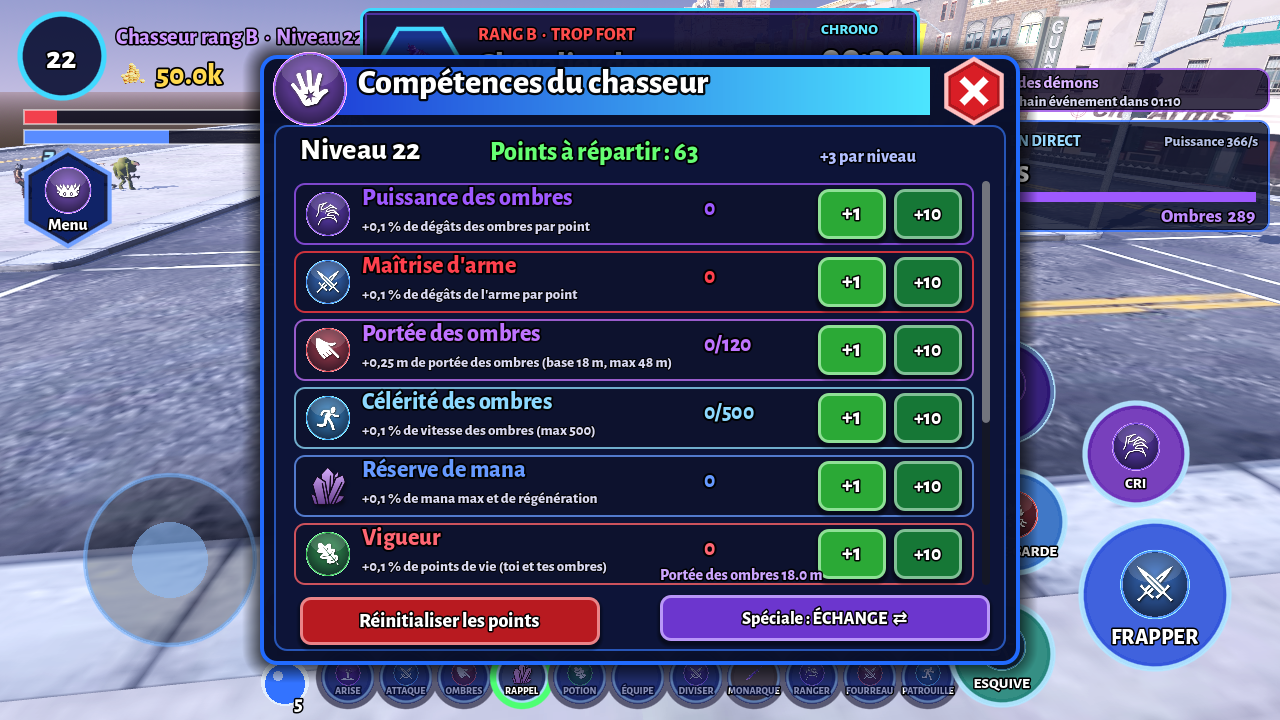 22
Chasseur rang B · Niveau 22
50.0k
RANG B · TROP FORT
CHRONO
GUN
des démons
hain événement dans 01:10
N DIRECT
Puissance 366/s
Ombres 289
Menu
Compétences du chasseur
Niveau 22
Points à répartir : 63
+3 par niveau
Puissance des ombres
+0,1 % de dégâts des ombres par point
0
+1
+10
Maîtrise d'arme
+0,1 % de dégâts de l'arme par point
0
+1
+10
Portée des ombres
+0,25 m de portée des ombres (base 18 m, max 48 m)
0/120
+1
+10
Célérité des ombres
+0,1 % de vitesse des ombres (max 500)
0/500
+1
+10
Réserve de mana
+0,1 % de mana max et de régénération
0
+1
+10
Vigueur
+0,1 % de points de vie (toi et tes ombres)
0
+1
+10
Portée des ombres 18.0 m
Réinitialiser les points
Spéciale : ÉCHANGE ⇄
CRI
ARDE
FRAPPER
ESQUIVE
5
ARISE
ATTAQUE
OMBRES
RAPPEL
POTION
ÉQUIPE
DIVISER
MONARQUE
RANGER
FOURREAU
PATROUILLE